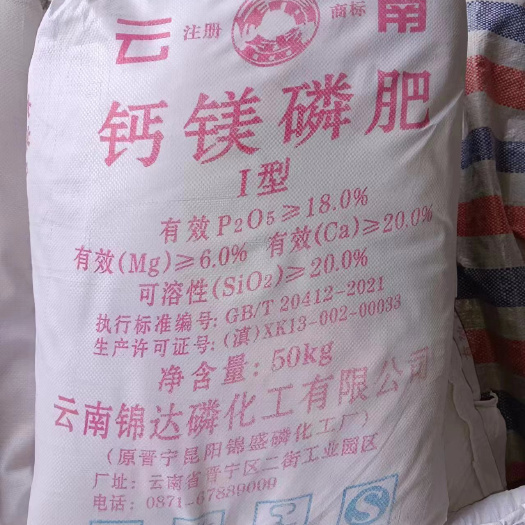 云 注册 商标 南
钙镁磷肥
I型
有效P2O5≥18.0%
有效(Mg)≥6.0% 有效(Ca)≥20.0%
可溶性(SiO2)≥20.0%
执行标准编号: GB/T 20412-2021
生产许可证号: (滇)XK13-002-00033
净含量: 50kg
云南锦达磷化工有限公司
(原晋宁昆阳锦盛磷化工厂)
厂址: 云南省晋宁区二街工业园区
电话: 0871-67839009